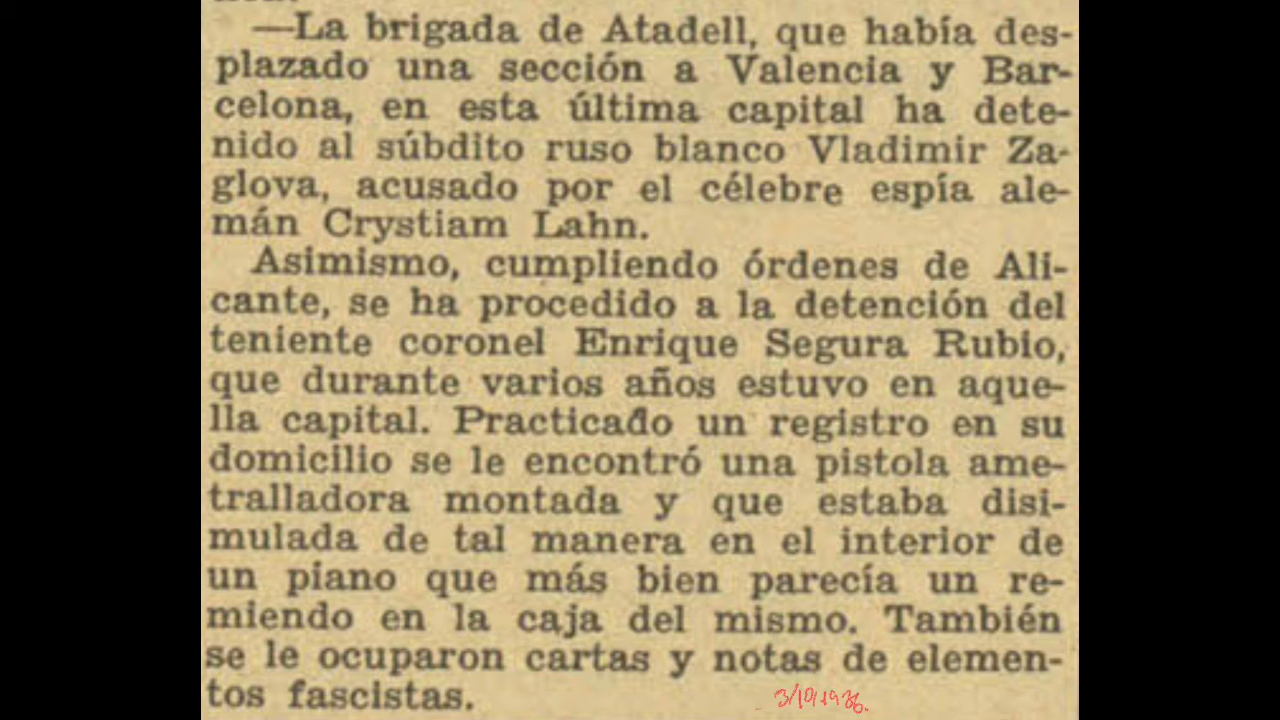 —La brigada de Atadell, que había des-
plazado una sección a Valencia y Bar-
celona, en esta última capital ha dete-
nido al súbdito ruso blanco Vladimir Za-
glova, acusado por el célebre espía ale-
mán Crystiam Lahn.
Asimismo, cumpliendo órdenes de Ali-
cante, se ha procedido a la detención del
teniente coronel Enrique Segura Rubio,
que durante varios años estuvo en aque-
lla capital. Practicado un registro en su
domicilio se le encontró una pistola ame-
tralladora montada y que estaba disi-
mulada de tal manera en el interior de
un piano que más bien parecía un re-
miendo en la caja del mismo. También
se le ocuparon cartas y notas de elemen-
tos fascistas.
3/10/1936.